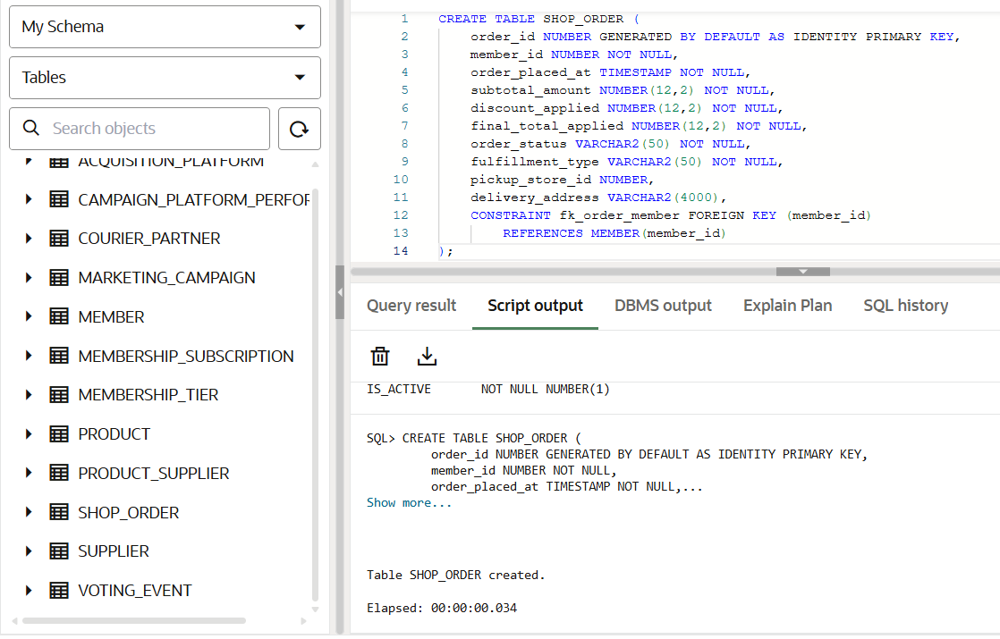 My Schema
Tables
Search objects
ACQUISITION_PLATFORM
CAMPAIGN_PLATFORM_PERFOR
COURIER_PARTNER
MARKETING_CAMPAIGN
MEMBER
MEMBERSHIP_SUBSCRIPTION
MEMBERSHIP_TIER
PRODUCT
PRODUCT_SUPPLIER
SHOP_ORDER
SUPPLIER
VOTING_EVENT
1 CREATE TABLE SHOP_ORDER (
2 order_id NUMBER GENERATED BY DEFAULT AS IDENTITY PRIMARY KEY,
3 member_id NUMBER NOT NULL,
4 order_placed_at TIMESTAMP NOT NULL,
5 subtotal_amount NUMBER(12,2) NOT NULL,
6 discount_applied NUMBER(12,2) NOT NULL,
7 final_total_applied NUMBER(12,2) NOT NULL,
8 order_status VARCHAR2(50) NOT NULL,
9 fulfillment_type VARCHAR2(50) NOT NULL,
10 pickup_store_id NUMBER,
11 delivery_address VARCHAR2(4000),
12 CONSTRAINT fk_order_member FOREIGN KEY (member_id)
13 REFERENCES MEMBER(member_id)
14 );
Query result Script output DBMS output Explain Plan SQL history
IS_ACTIVE NOT NULL NUMBER(1)
SQL> CREATE TABLE SHOP_ORDER (
order_id NUMBER GENERATED BY DEFAULT AS IDENTITY PRIMARY KEY,
member_id NUMBER NOT NULL,
order_placed_at TIMESTAMP NOT NULL,...
Show more...
Table SHOP_ORDER created.
Elapsed: 00:00:00.034